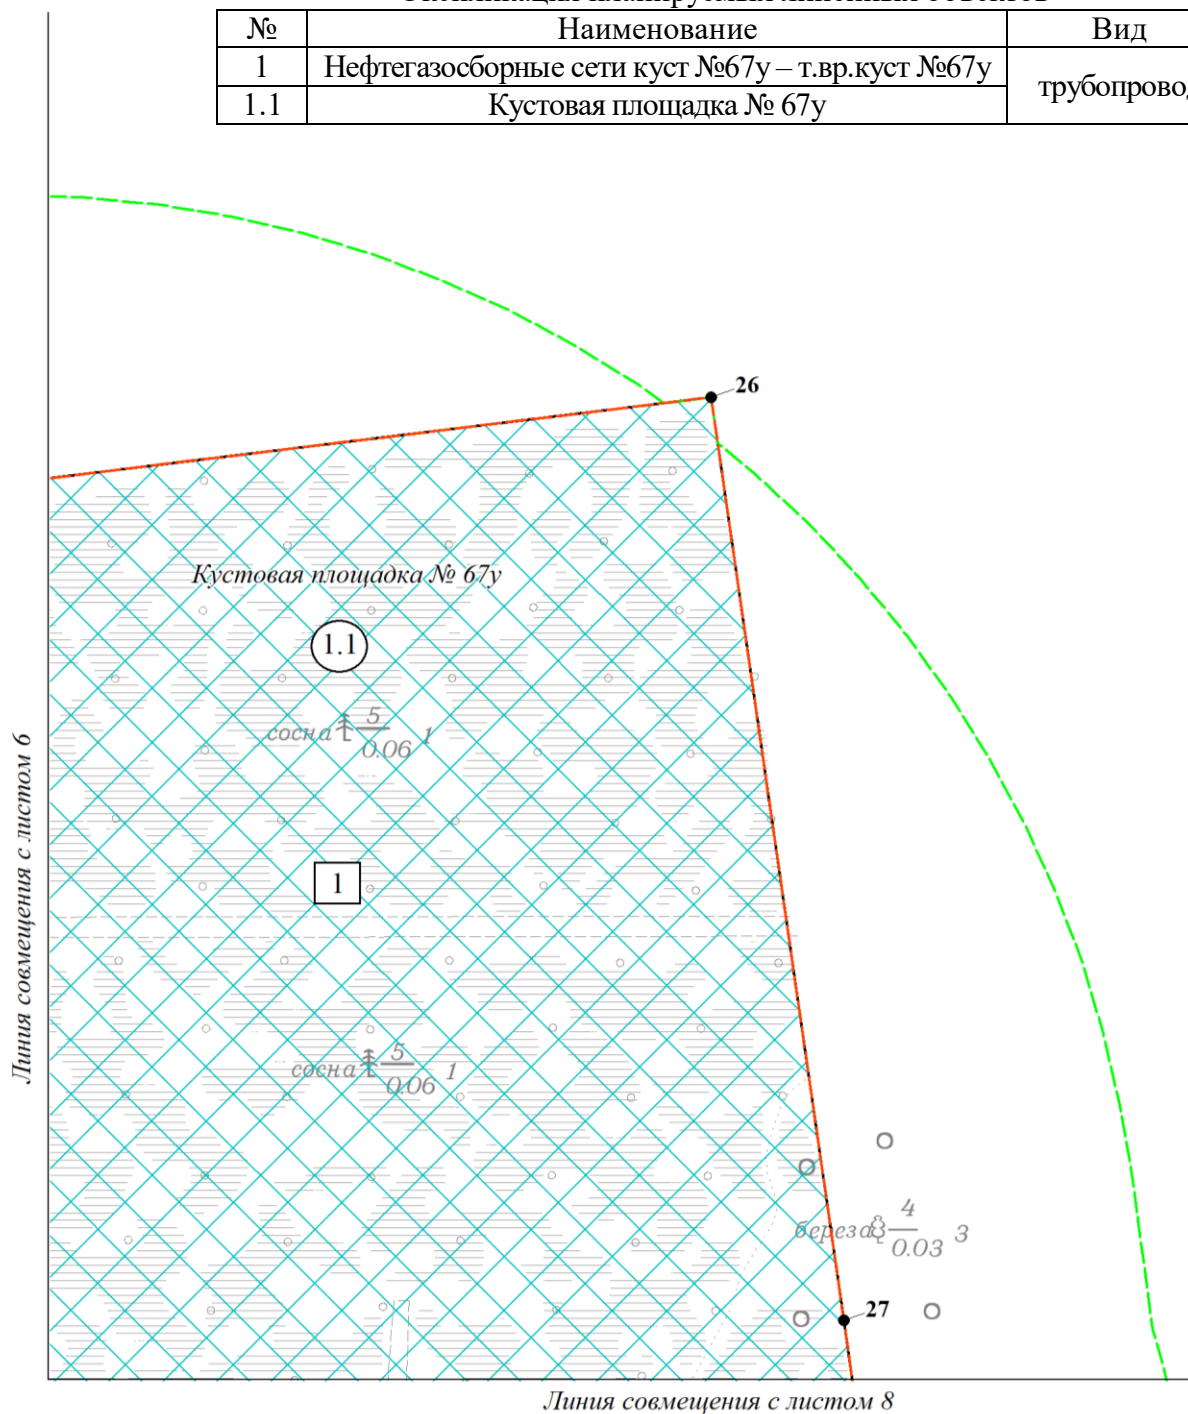 № Наименование Вид
1 Нефтегазосборные сети куст №67у – т.вр.куст №67у
трубопровод
1.1 Кустовая площадка № 67у
26
Кустовая площадка № 67у
1.1
сосна 5/0.06 1
1
Линия совмещения с листом 6
сосна 5/0.06 1
береза 4/0.03 3
27
Линия совмещения с листом 8